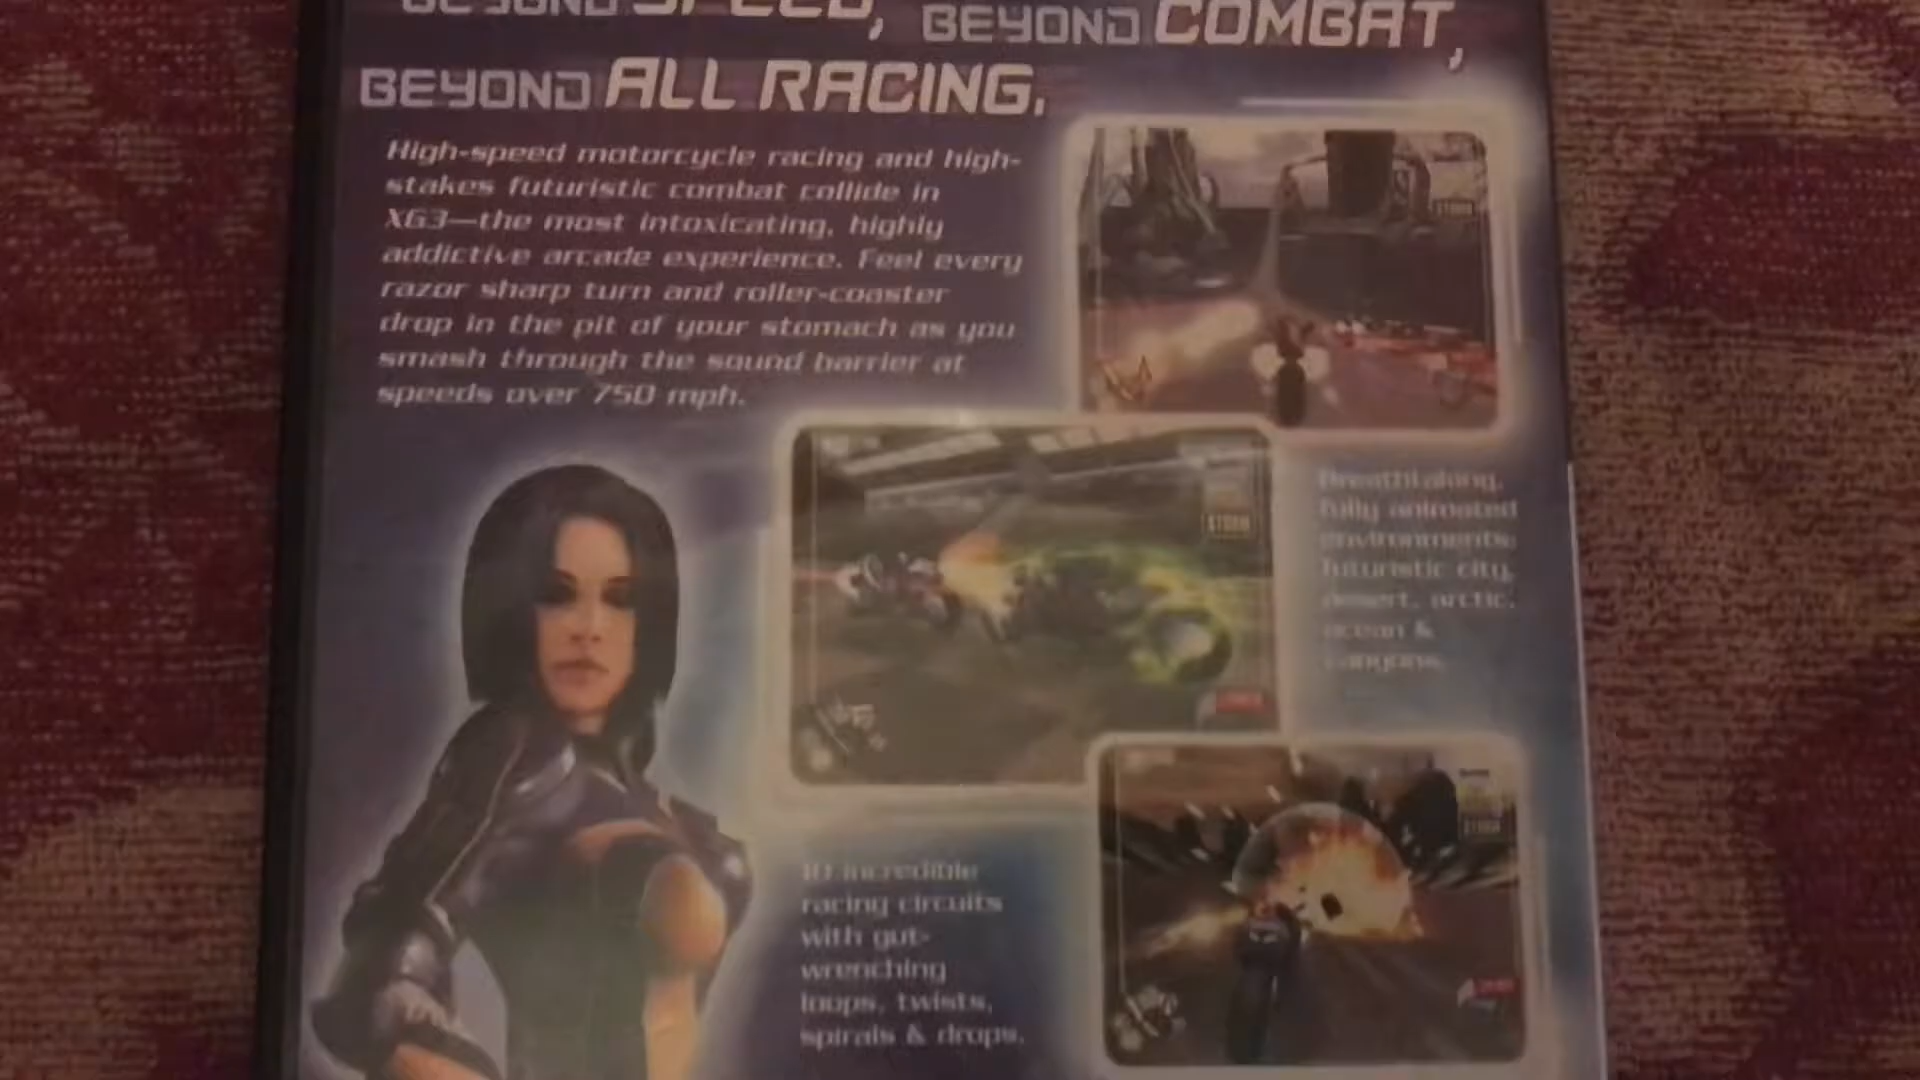 BEYOND SPEED, BEYOND COMBAT,
BEYOND ALL RACING.
High-speed motorcycle racing and high-
stakes futuristic combat collide in
XG3—the most intoxicating, highly
addictive arcade experience. Feel every
razor sharp turn and roller-coaster
drop in the pit of your stomach as you
smash through the sound barrier at
speeds over 750 mph.
Breathtaking,
fully animated
environments:
futuristic city,
desert, arctic,
ocean &
canyons.
10 incredible
racing circuits
with gut-
wrenching
loops, twists,
spirals & drops.